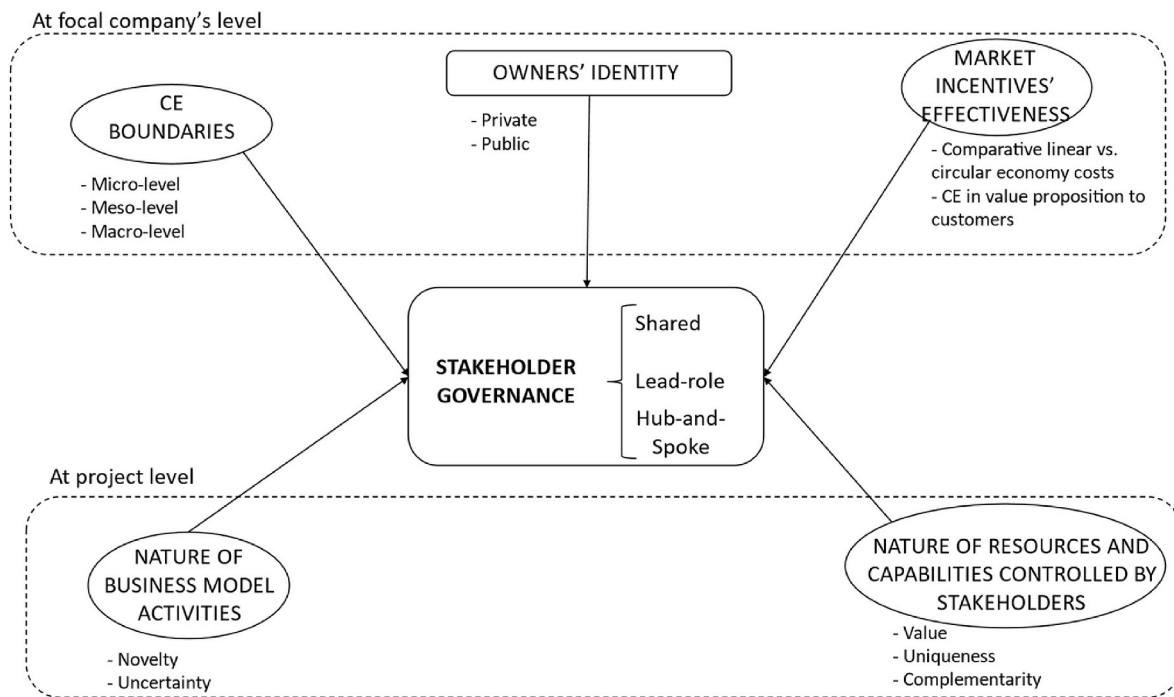 At focal company's level
CE
BOUNDARIES
- Micro-level
- Meso-level
- Macro-level
OWNERS' IDENTITY
- Private
- Public
MARKET
INCENTIVES'
EFFECTIVENESS
- Comparative linear vs.
circular economy costs
- CE in value proposition to
customers
STAKEHOLDER
GOVERNANCE
Shared
Lead-role
Hub-and-
Spoke
At project level
NATURE OF
BUSINESS MODEL
ACTIVITIES
- Novelty
- Uncertainty
NATURE OF RESOURCES AND
CAPABILITIES CONTROLLED BY
STAKEHOLDERS
- Value
- Uniqueness
- Complementarity